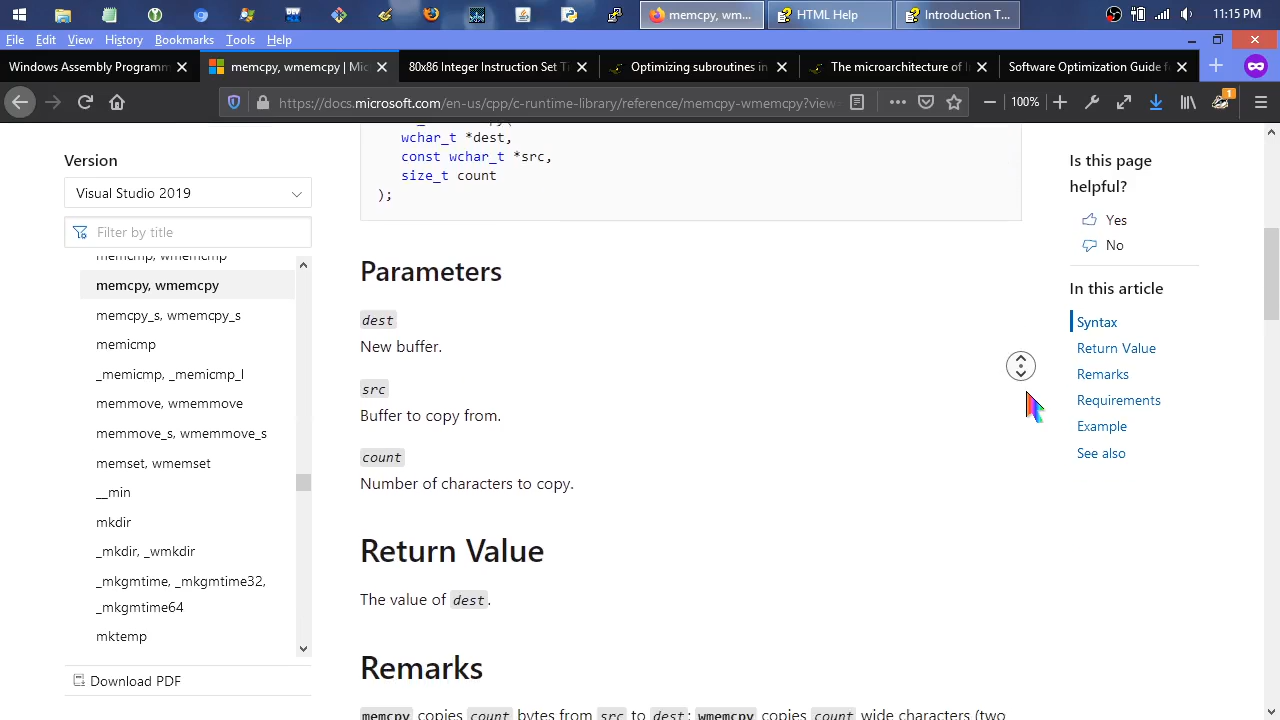 memcpy, wm...
HTML Help
Introduction T...
11:15 PM
File Edit View History Bookmarks Tools Help
Windows Assembly Programm
memcpy, wmemcpy | Mic
80x86 Integer Instruction Set Ti
Optimizing subroutines in
The microarchitecture of I
Software Optimization Guide f
https://docs.microsoft.com/en-us/cpp/c-runtime-library/reference/memcpy-wmemcpy?view
100%
1
Version
Visual Studio 2019
Filter by title
memcmp, wmemcmp
memcpy, wmemcpy
memcpy_s, wmemcpy_s
memicmp
_memicmp, _memicmp_l
memmove, wmemmove
memmove_s, wmemmove_s
memset, wmemset
__min
mkdir
_mkdir, _wmkdir
_mkgmtime, _mkgmtime32,
_mkgmtime64
mktemp
Download PDF
wchar_t *dest,
const wchar_t *src,
size_t count
);
Parameters
dest
New buffer.
src
Buffer to copy from.
count
Number of characters to copy.
Return Value
The value of dest.
Remarks
memcpy copies count bytes from src to dest; wmemcpy copies count wide characters (two
Is this page
helpful?
Yes
No
In this article
Syntax
Return Value
Remarks
Requirements
Example
See also